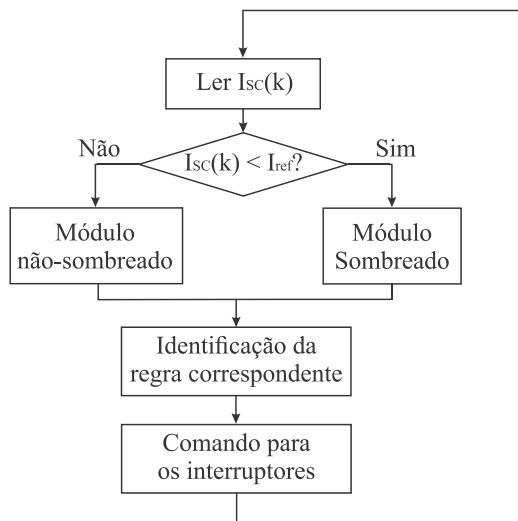 Ler Isc(k)
Não
Isc(k) < Iref?
Sim
Módulo
não-sombreado
Módulo
Sombreado
Identificação da
regra correspondente
Comando para
os interruptores